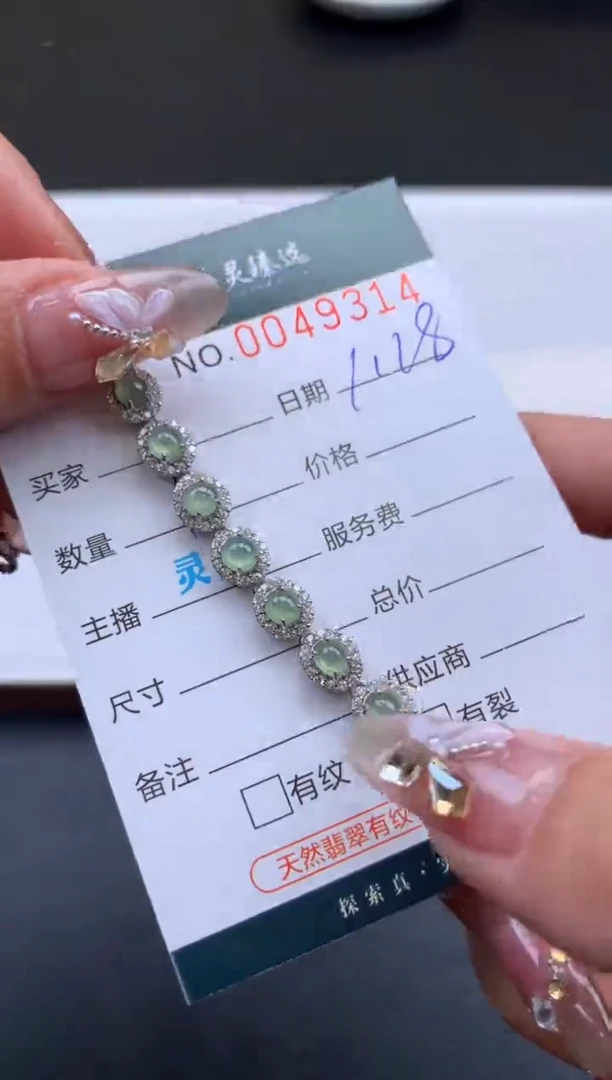 灵臻选
NO.0049314
买家 日期 1118
数量 价格
主播 灵 服务费
尺寸 总价
备注 供应商
有纹 有裂
天然翡翠有纹
探索真·